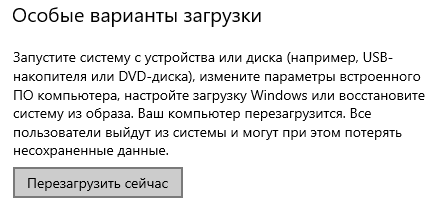 Особые варианты загрузки
Запустите систему с устройства или диска (например, USB-
накопителя или DVD-диска), измените параметры встроенного
ПО компьютера, настройте загрузку Windows или восстановите
систему из образа. Ваш компьютер перезагрузится. Все
пользователи выйдут из системы и могут при этом потерять
несохраненные данные.
Перезагрузить сейчас